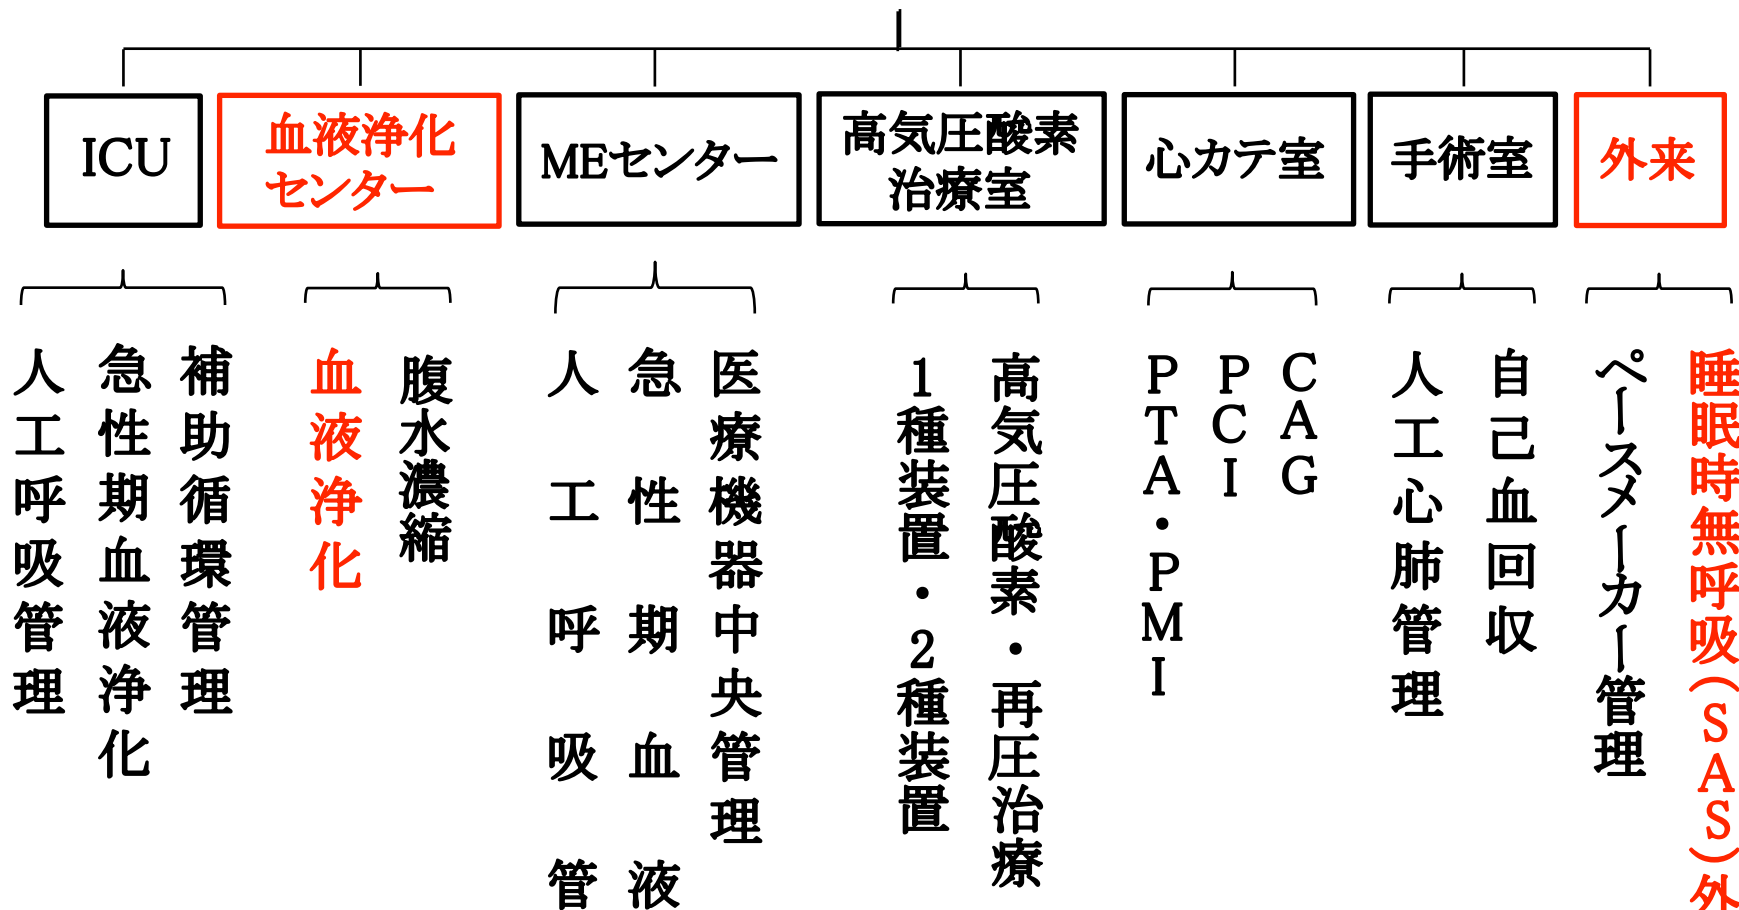 ICU
血液浄化
センター
MEセンター
高気圧酸素
治療室
心カテ室
手術室
外来
補助循環管理
急性期血液浄化
人工呼吸管理
腹水濃縮
血液浄化
医療機器中央管理
急性期血液
人工呼吸管
高気圧酸素・再圧治療
1種装置・2種装置
CAG
PCI
PTA・PMI
自己血回収
人工心肺管理
睡眠時無呼吸(SAS)外
ペースメーカー管理